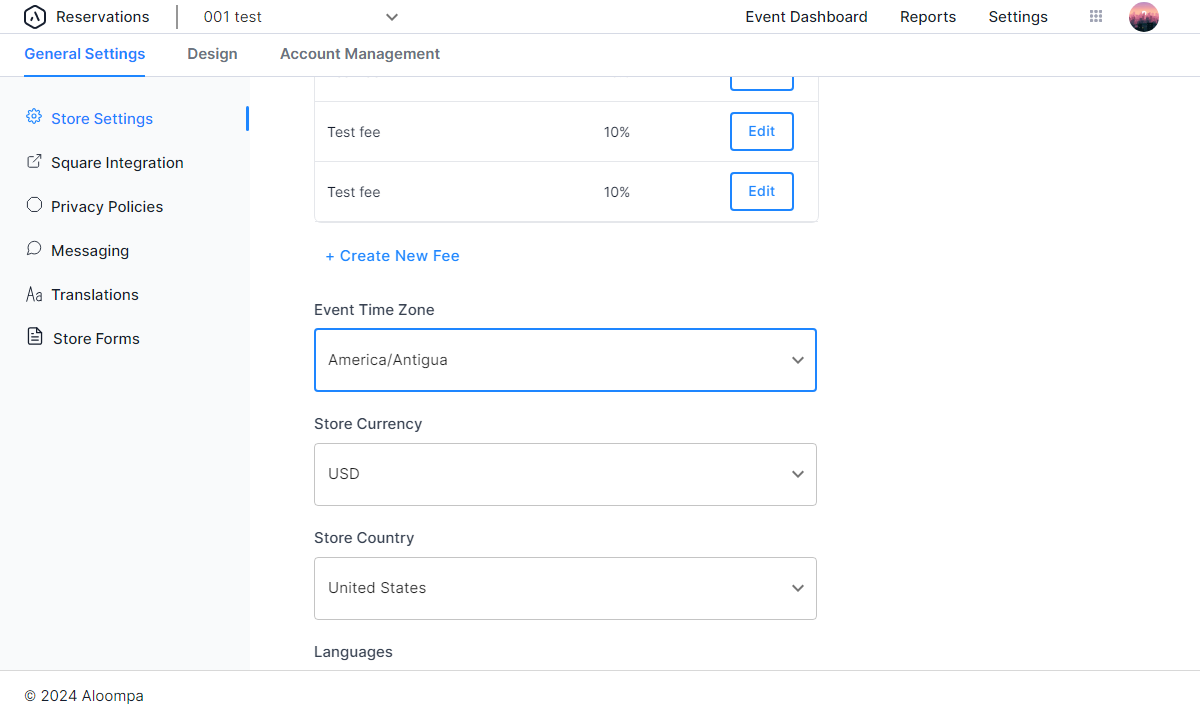 Reservations
001 test
Event Dashboard
Reports
Settings
General Settings
Design
Account Management
Store Settings
Square Integration
Privacy Policies
Messaging
Aa Translations
Store Forms
Test fee 10% Edit
Test fee 10% Edit
+ Create New Fee
Event Time Zone
America/Antigua
Store Currency
USD
Store Country
United States
Languages
© 2024 Aloompa